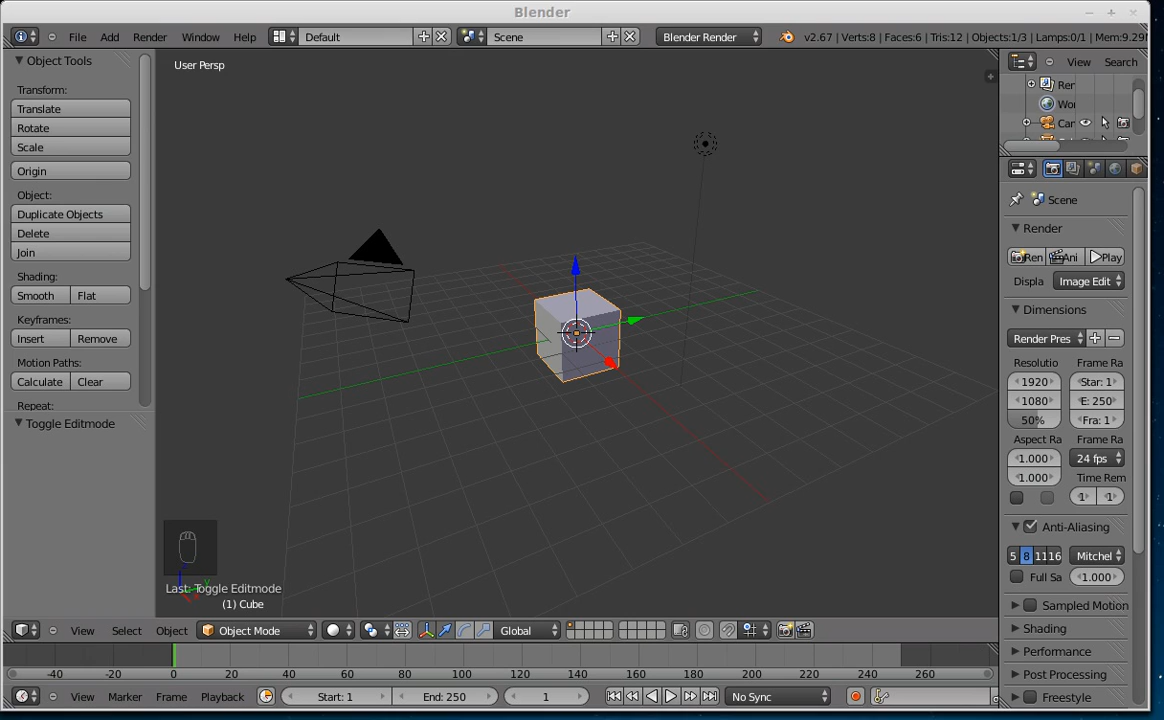 Blender
File Add Render Window Help Default Scene Blender Render v2.67 | Verts:8 | Faces:6 | Tris:12 | Objects:1/3 | Lamps:0/1 | Mem:9.29
Object Tools
Transform:
Translate
Rotate
Scale
Origin
Object:
Duplicate Objects
Delete
Join
Shading:
Smooth Flat
Keyframes:
Insert Remove
Motion Paths:
Calculate Clear
Repeat:
Toggle Editmode
User Persp
Last: Toggle Editmode
(1) Cube
View Select Object Object Mode Global
-40 -20 0 20 40 60 80 100 120 140 160 180 200 220 240 260
View Marker Frame Playback Start: 1 End: 250 1 No Sync
View Search
Rer
Wor
Car
Scene
Render
Ren Ani Play
Displa Image Edit
Dimensions
Render Pres
Resolutio Frame Ra
1920 Star: 1
1080 E: 250
50% Fra: 1
Aspect Ra Frame Ra
1.000 24 fps
1.000 Time Rem
1 1
Anti-Aliasing
5 8 11 16 Mitchel
Full Sa 1.000
Sampled Motion
Shading
Performance
Post Processing
Freestyle